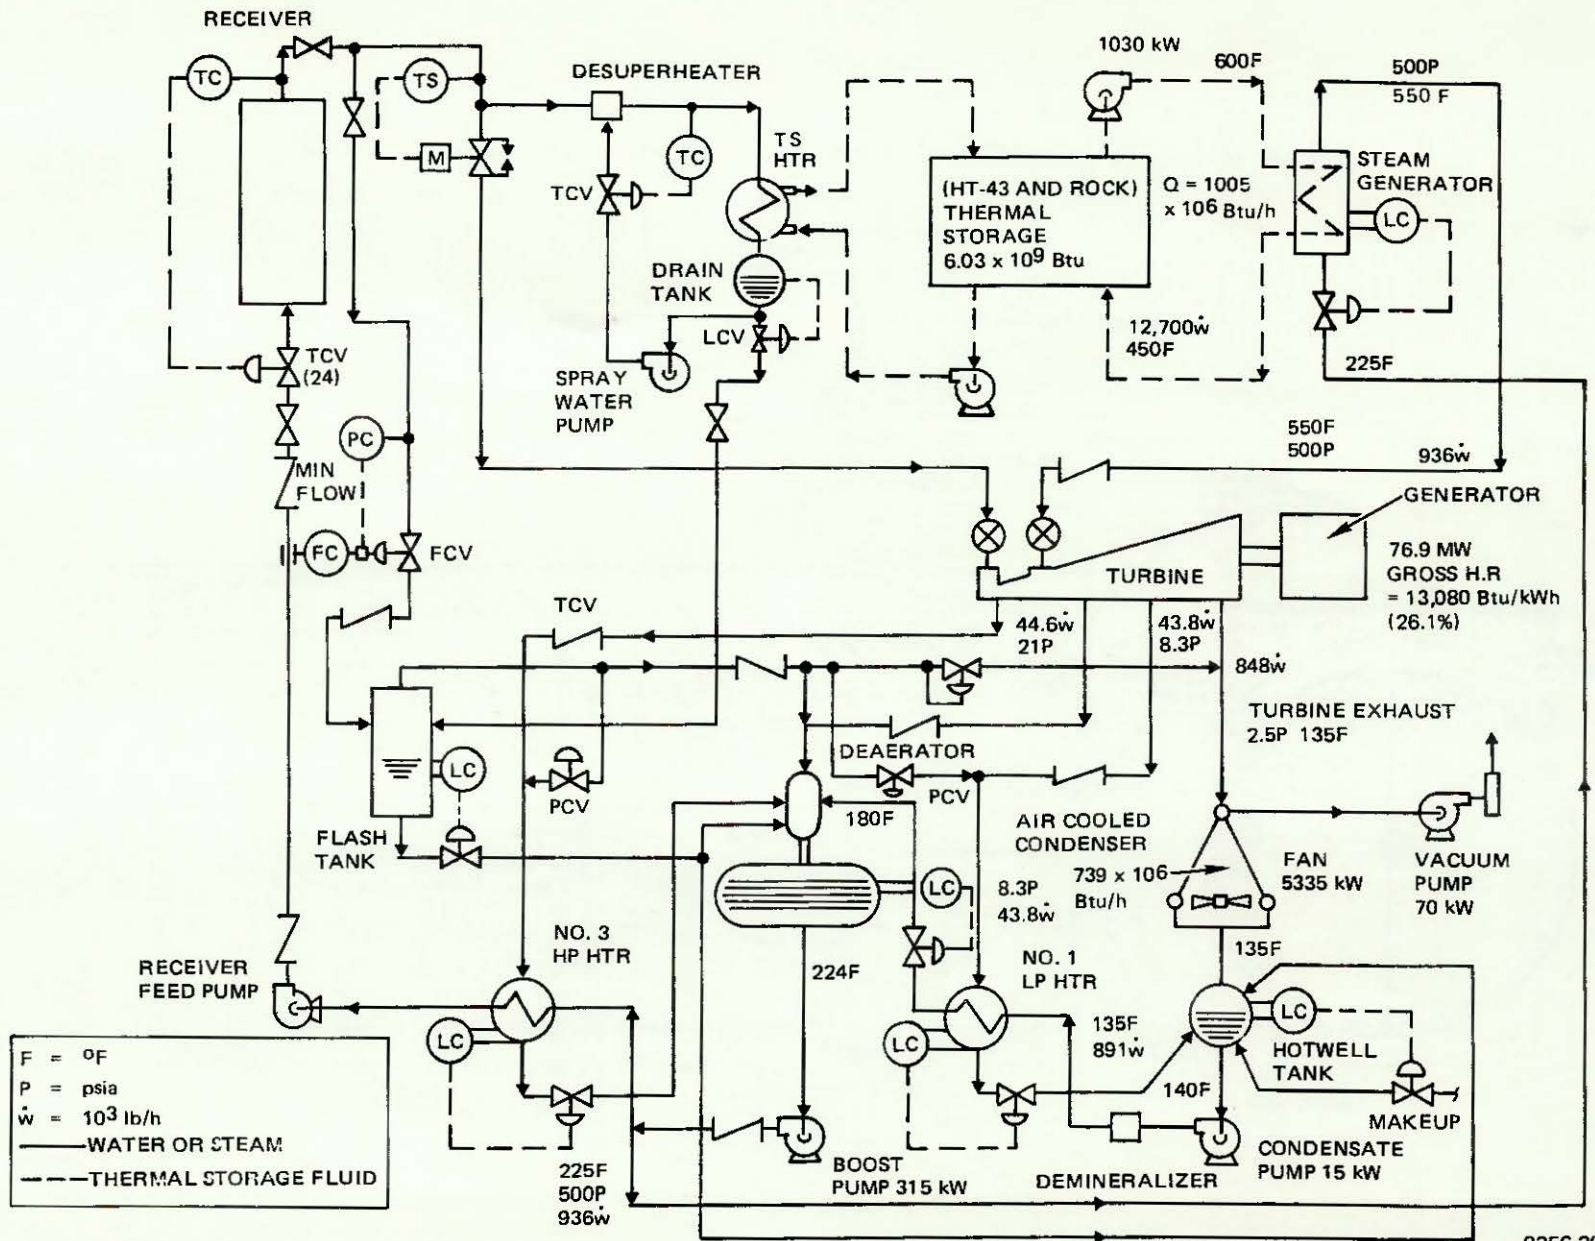 RECEIVER
TC
TS
M
DESUPERHEATER
TC
TCV
TS
HTR
1030 kW
600F
500P
550 F
(HT-43 AND ROCK)
THERMAL
STORAGE
6.03 x 10⁹ Btu
Q = 1005
x 10⁶ Btu/h
STEAM
GENERATOR
LC
DRAIN
TANK
LCV
12,700ẇ
450F
225F
TCV
(24)
SPRAY
WATER
PUMP
PC
MIN
FLOW
FC
FCV
550F
500P
936ẇ
GENERATOR
TURBINE
76.9 MW
GROSS H.R
= 13,080 Btu/kWh
(26.1%)
TCV
44.6ẇ
21P
43.8ẇ
8.3P
848ẇ
TURBINE EXHAUST
2.5P 135F
LC
PCV
DEAERATOR
PCV
FLASH
TANK
180F
AIR COOLED
CONDENSER
739 x 10⁶
Btu/h
FAN
5335 kW
VACUUM
PUMP
70 kW
LC
8.3P
43.8ẇ
NO. 3
HP HTR
224F
NO. 1
LP HTR
135F
RECEIVER
FEED PUMP
LC
LC
135F
891ẇ
LC
HOTWELL
TANK
140F
MAKEUP
F = °F
P = psia
ẇ = 10³ lb/h
WATER OR STEAM
THERMAL STORAGE FLUID
225F
500P
936ẇ
BOOST
PUMP 315 kW
DEMINERALIZER
CONDENSATE
PUMP 15 kW